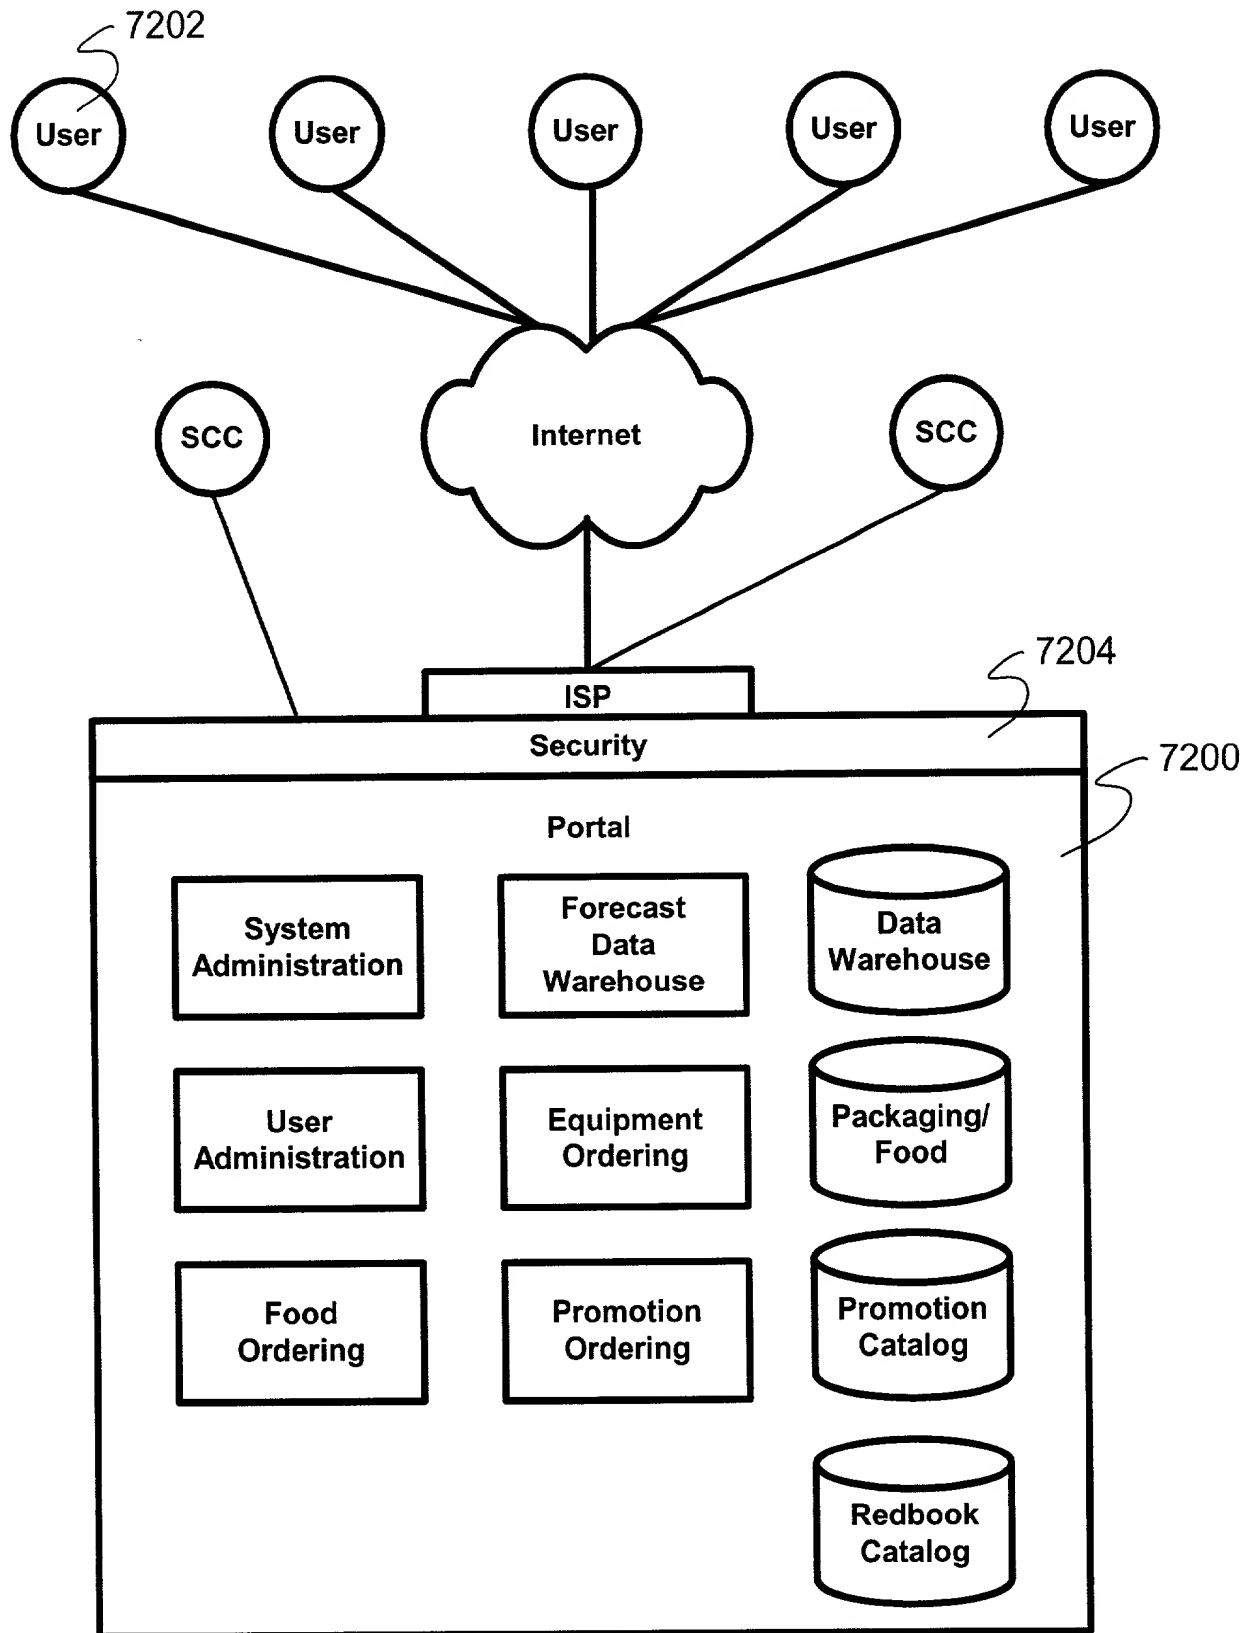 7202
User
User
User
User
User
SCC
Internet
SCC
7204
ISP
Security
7200
Portal
System
Administration
Forecast
Data
Warehouse
Data
Warehouse
User
Administration
Equipment
Ordering
Packaging/
Food
Food
Ordering
Promotion
Ordering
Promotion
Catalog
Redbook
Catalog